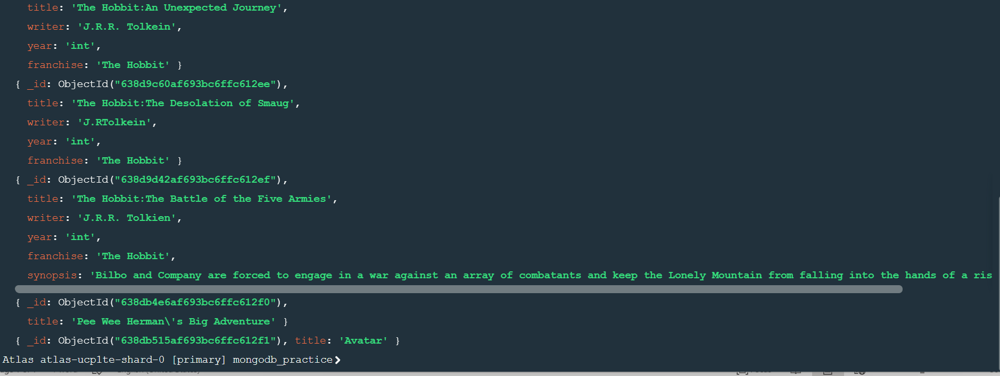 title: 'The Hobbit:An Unexpected Journey',
writer: 'J.R.R. Tolkein',
year: 'int',
franchise: 'The Hobbit' }
{ _id: ObjectId("638d9c60af693bc6ffc612ee"),
title: 'The Hobbit:The Desolation of Smaug',
writer: 'J.RTolkein',
year: 'int',
franchise: 'The Hobbit' }
{ _id: ObjectId("638d9d42af693bc6ffc612ef"),
title: 'The Hobbit:The Battle of the Five Armies',
writer: 'J.R.R. Tolkien',
year: 'int',
franchise: 'The Hobbit',
synopsis: 'Bilbo and Company are forced to engage in a war against an array of combatants and keep the Lonely Mountain from falling into the hands of a ris
{ _id: ObjectId("638db4e6af693bc6ffc612f0"),
title: 'Pee Wee Herman\'s Big Adventure' }
{ _id: ObjectId("638db515af693bc6ffc612f1"), title: 'Avatar' }
Atlas atlas-ucp1te-shard-0 [primary] mongodb_practice❯